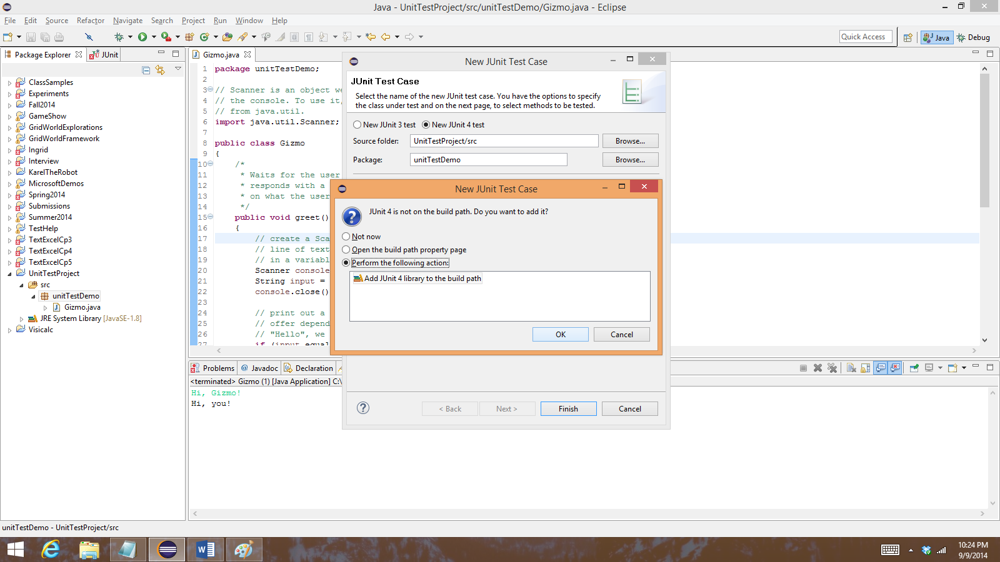 Java - UnitTestProject/src/unitTestDemo/Gizmo.java - Eclipse
File Edit Source Refactor Navigate Search Project Run Window Help
Quick Access
Java
Debug
Package Explorer
JUnit
ClassSamples
Experiments
Fall2014
GameShow
GridWorldExplorations
GridWorldFramework
Ingrid
Interview
KarelTheRobot
MicrosoftDemos
Spring2014
Submissions
Summer2014
TestHelp
TextExcelCp3
TextExcelCp4
TextExcelCp5
UnitTestProject
src
unitTestDemo
Gizmo.java
JRE System Library [JavaSE-1.8]
Visicalc
Gizmo.java
1 package unitTestDemo;
2
3 // Scanner is an object we
4 // the console. To use it,
5 // from java.util.
6 import java.util.Scanner;
7
8 public class Gizmo
9 {
10 /*
11 * Waits for the user
12 * responds with a
13 * on what the user
14 */
15 public void greet()
16 {
17 // create a Sca
18 // line of text
19 // in a variabl
20 Scanner console
21 String input =
22 console.close()
23
24 // print out a
25 // offer depend
26 // "Hello", we
27 if (input equal
New JUnit Test Case
JUnit Test Case
Select the name of the new JUnit test case. You have the options to specify
the class under test and on the next page, to select methods to be tested.
New JUnit 3 test
New JUnit 4 test
Source folder:
UnitTestProject/src
Browse...
Package:
unitTestDemo
Browse...
New JUnit Test Case
JUnit 4 is not on the build path. Do you want to add it?
Not now
Open the build path property page
Perform the following action:
Add JUnit 4 library to the build path
OK
Cancel
< Back
Next >
Finish
Cancel
Problems
@ Javadoc
Declaration
<terminated> Gizmo (1) [Java Application] C:\
Hi, Gizmo!
Hi, you!
unitTestDemo - UnitTestProject/src
10:24 PM
9/9/2014